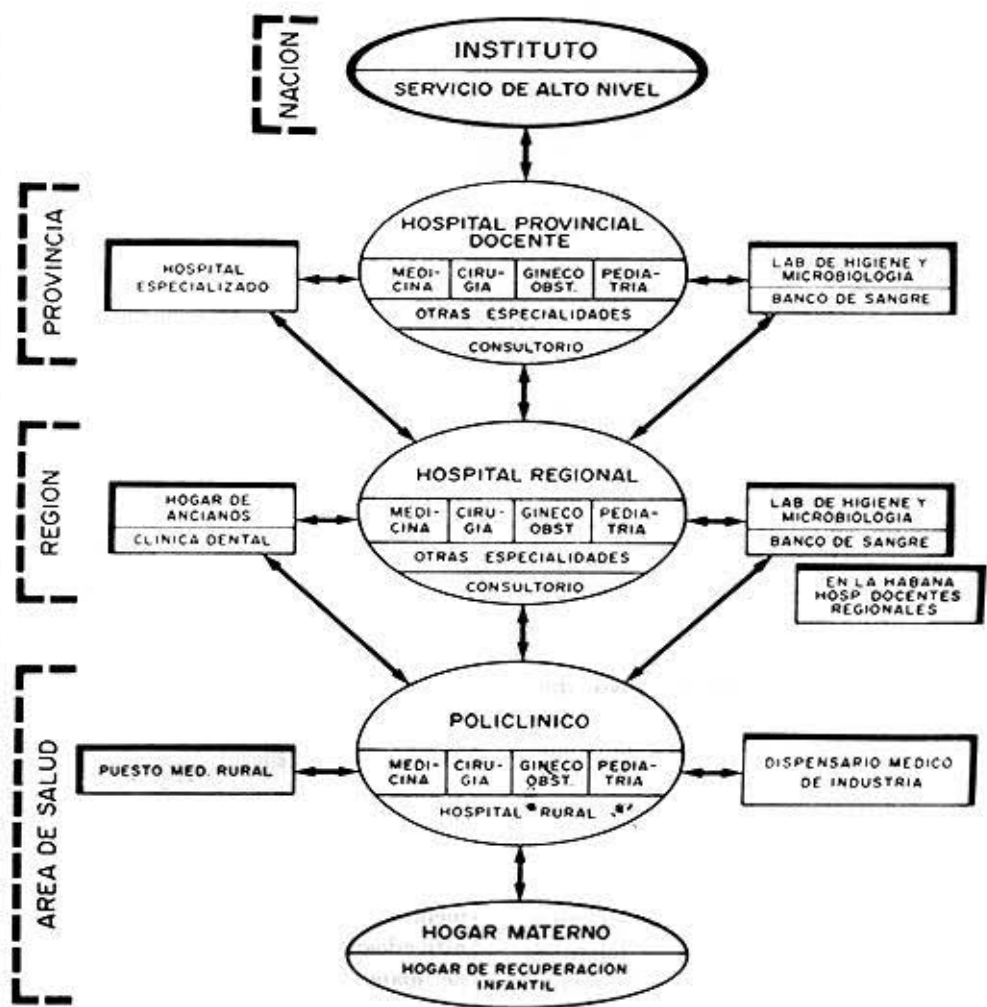 NACION
INSTITUTO
SERVICIO DE ALTO NIVEL
PROVINCIA
HOSPITAL PROVINCIAL
DOCENTE
MEDI-
CINA
CIRU-
GIA
GINECO
OBST.
PEDIA-
TRIA
OTRAS ESPECIALIDADES
CONSULTORIO
HOSPITAL
ESPECIALIZADO
LAB. DE HIGIENE Y
MICROBIOLOGIA
BANCO DE SANGRE
REGION
HOSPITAL REGIONAL
MEDI-
CINA
CIRU-
GIA
GINECO
OBST
PEDIA-
TRIA
OTRAS ESPECIALIDADES
CONSULTORIO
HOGAR DE
ANCIANOS
CLINICA DENTAL
LAB DE HIGIENE Y
MICROBIOLOGIA
BANCO DE SANGRE
EN LA HABANA
HOSP DOCENTES
REGIONALES
AREA DE SALUD
POLICLINICO
MEDI-
CINA
CIRU-
GIA
GINECO
OBST.
PEDIA-
TRIA
HOSPITAL RURAL
PUESTO MED. RURAL
DISPENSARIO MEDICO
DE INDUSTRIA
HOGAR MATERNO
HOGAR DE RECUPERACION
INFANTIL